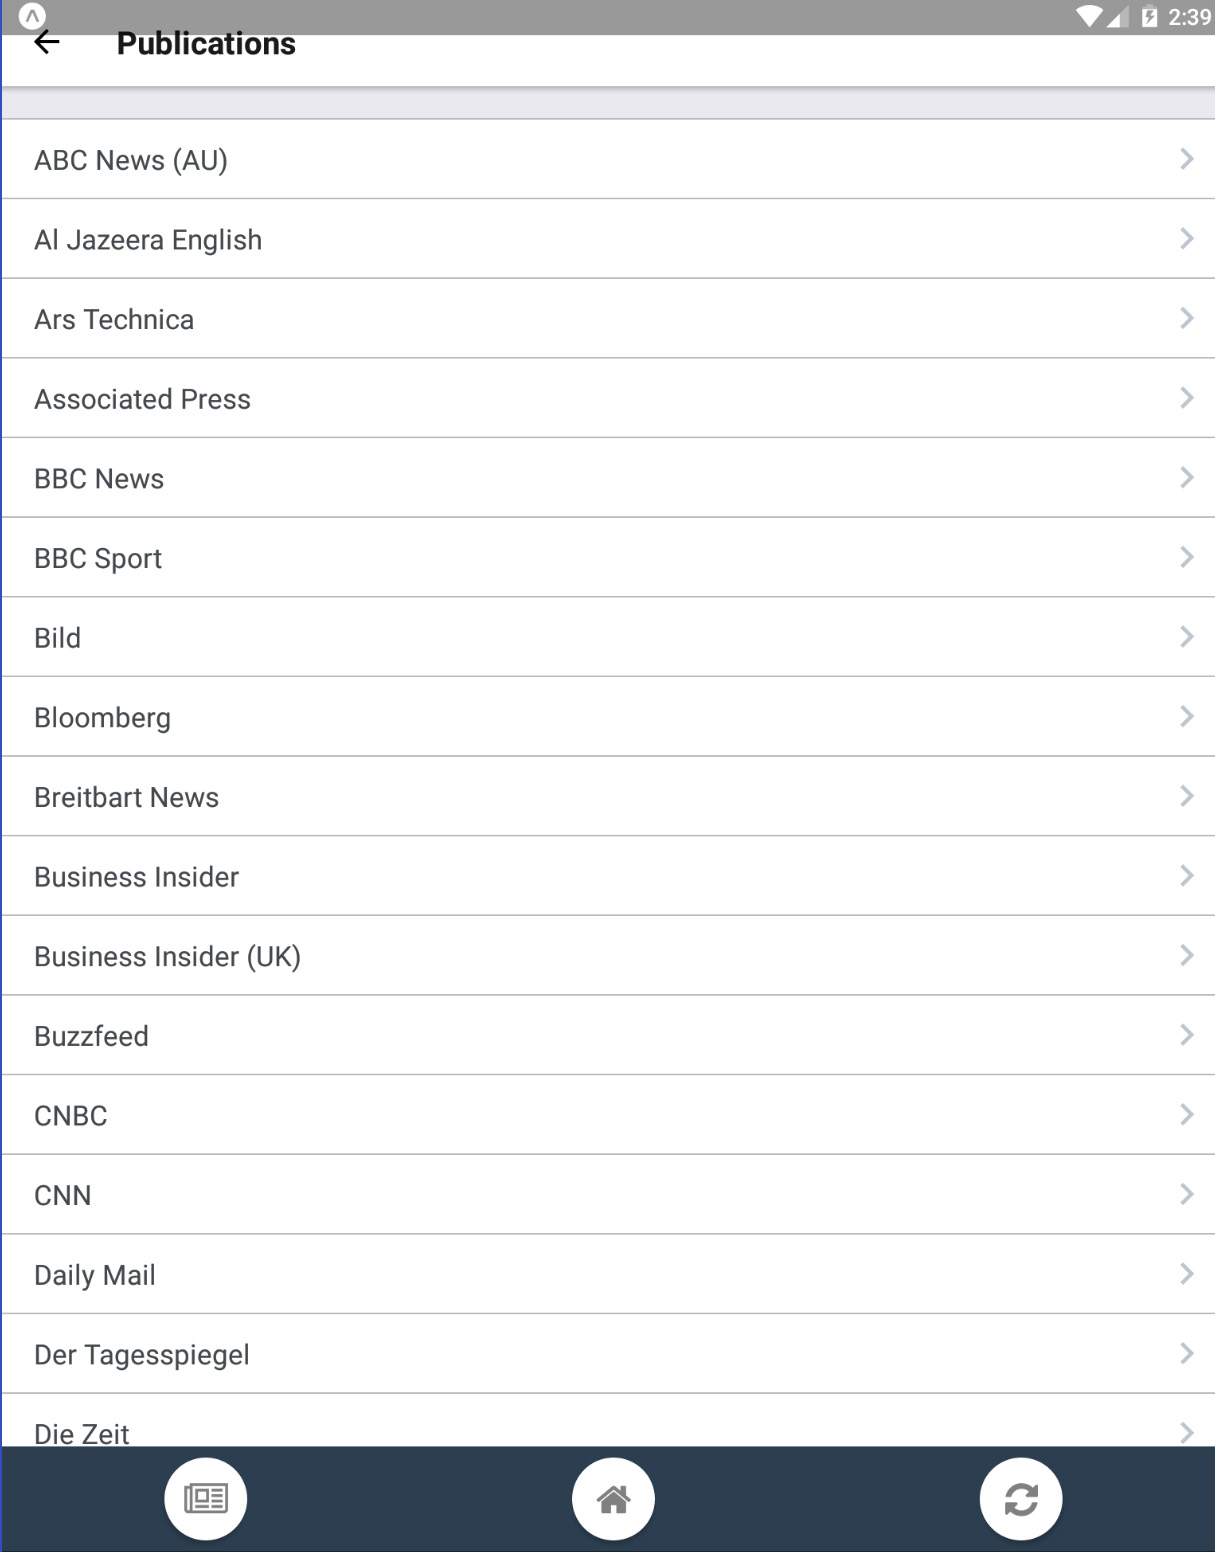 2:39
Publications
ABC News (AU)
Al Jazeera English
Ars Technica
Associated Press
BBC News
BBC Sport
Bild
Bloomberg
Breitbart News
Business Insider
Business Insider (UK)
Buzzfeed
CNBC
CNN
Daily Mail
Der Tagesspiegel
Die Zeit